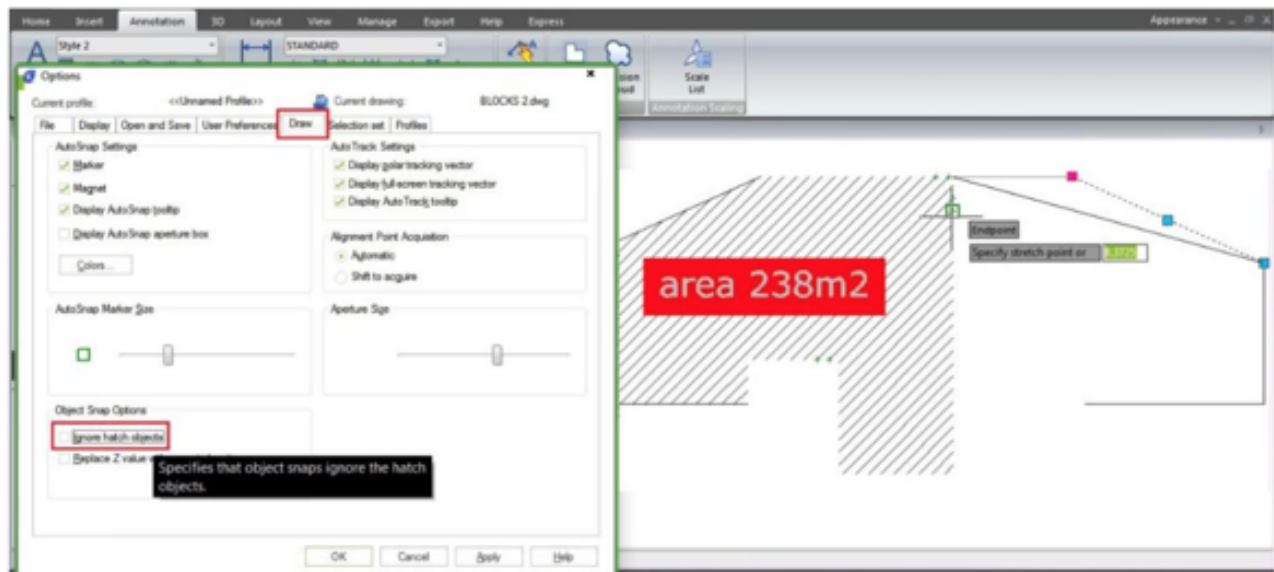 Home Insert Annotation 3D Layout View Manage Export Help Express Appearance
Style 2 STANDARD
Scale
List
Annotation Scaling
Options
Current profile: <<Unnamed Profile>> Current drawing: BLOCKS 2.dwg
File Display Open and Save User Preferences Draw Selection set Profiles
AutoSnap Settings
Marker
Magnet
Display AutoSnap tooltip
Display AutoSnap aperture box
Colors...
AutoTrack Settings
Display polar tracking vector
Display full-screen tracking vector
Display AutoTrack tooltip
Alignment Point Acquisition
Automatic
Shift to acquire
AutoSnap Marker Size
Aperture Size
Object Snap Options
Ignore hatch objects
Replace Z value
Specifies that object snaps ignore the hatch
objects.
OK Cancel Apply Help
area 238m2
Endpoint
Specify stretch point or